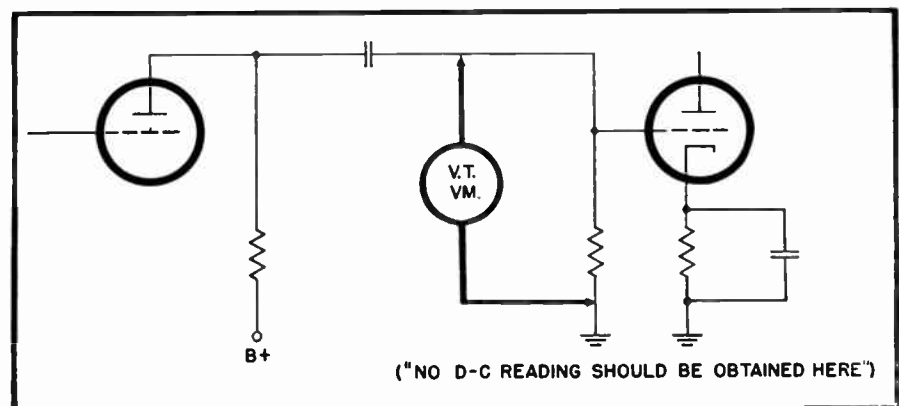 V.T.
VM.
B+
("NO D-C READING SHOULD BE OBTAINED HERE")